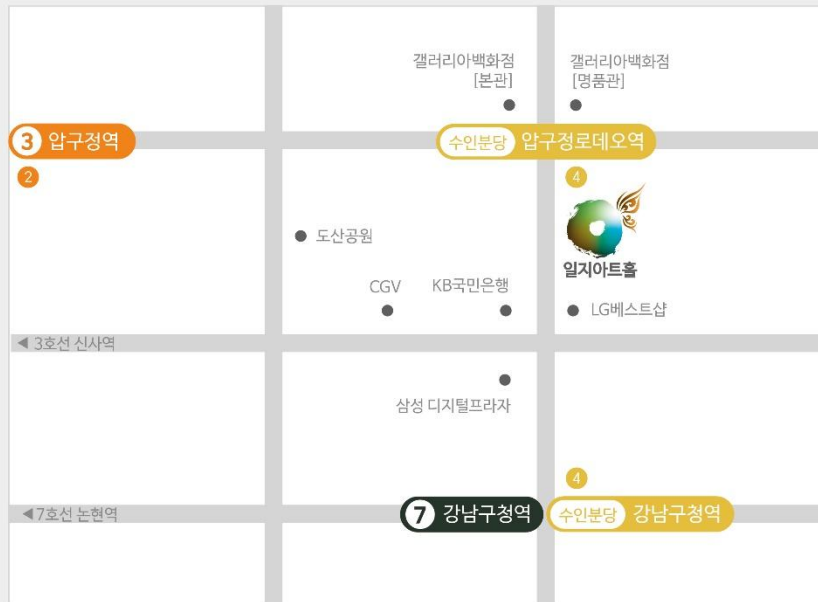 갤러리아백화점
[본관]
갤러리아백화점
[명품관]
3 압구정역
수인분당 압구정로데오역
2
4
도산공원
일지아트홀
CGV
KB국민은행
LG베스트샵
◀ 3호선 신사역
삼성 디지털프라자
4
◀7호선 논현역
7 강남구청역
수인분당 강남구청역